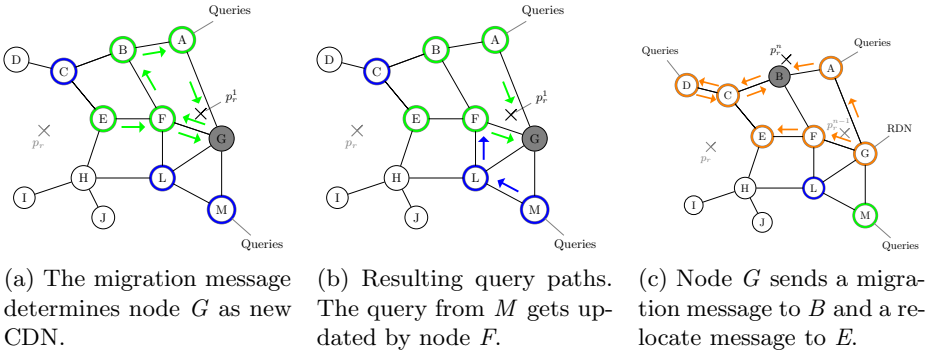 Queries
A
B
D
C
p_r^1
E
F
G
p_r
H
L
I
J
M
Queries
(a) The migration message
determines node G as new
CDN.
Queries
A
B
D
C
p_r^1
E
F
G
p_r
H
L
I
J
M
Queries
(b) Resulting query paths.
The query from M gets up-
dated by node F.
Queries
p_r^n
Queries
A
B
D
C
p_r^{n-1}
RDN
E
F
G
p_r
H
L
I
J
M
Queries
(c) Node G sends a migra-
tion message to B and a re-
locate message to E.